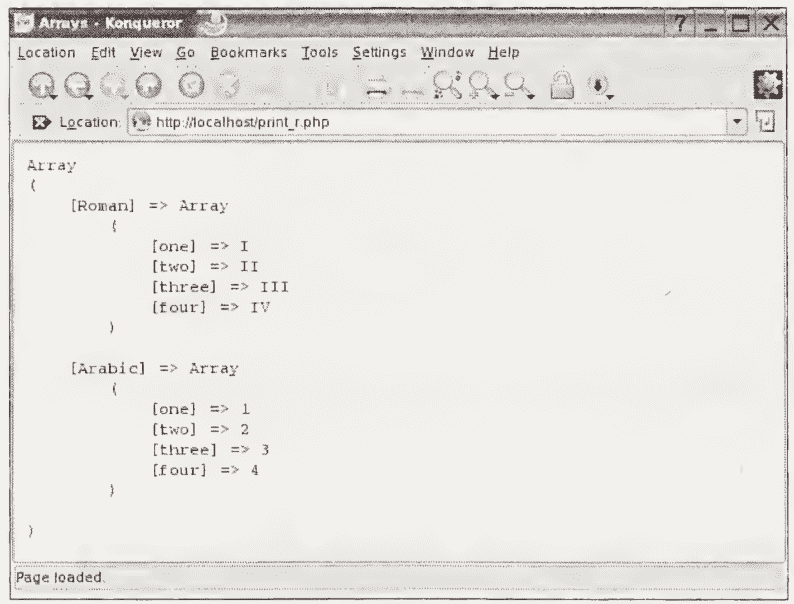 Arrays - Konqueror
Location Edit View Go Bookmarks Tools Settings Window Help
Location: http://localhost/print_r.php
Array
(
    [Roman] => Array
        (
            [one] => I
            [two] => II
            [three] => III
            [four] => IV
        )

    [Arabic] => Array
        (
            [one] => 1
            [two] => 2
            [three] => 3
            [four] => 4
        )

)
Page loaded.